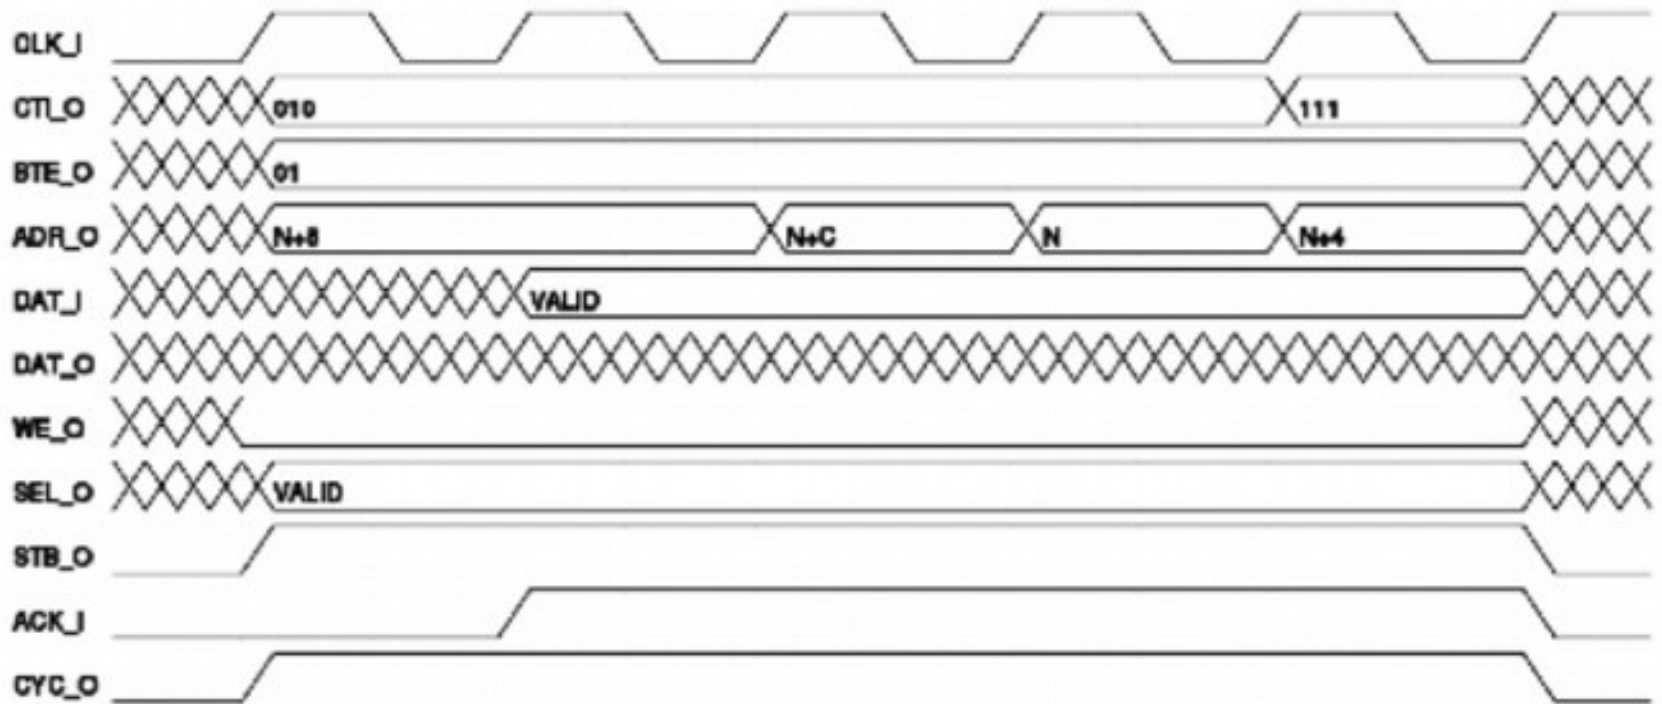 CLK_I
CTI_O 010 111
BTE_O 01
ADR_O N+8 N+C N N+4
DAT_I VALID
DAT_O
WE_O
SEL_O VALID
STB_O
ACK_I
CYC_O